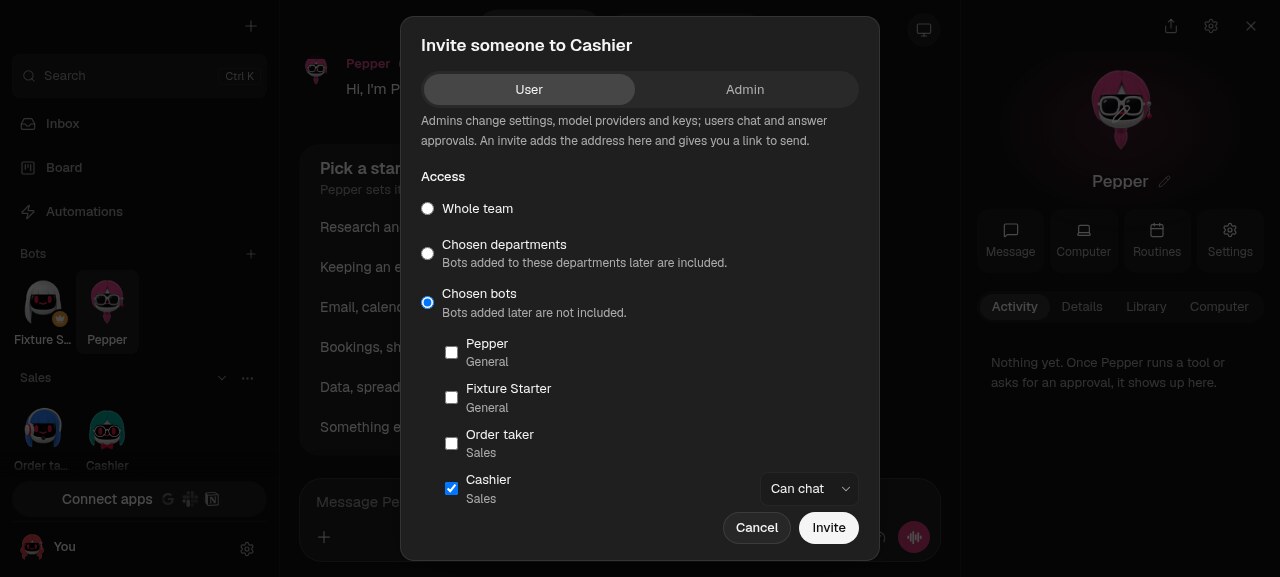 Invite someone to Cashier
User
Admin
Admins change settings, model providers and keys; users chat and answer
approvals. An invite adds the address here and gives you a link to send.
Access
Whole team
Chosen departments
Bots added to these departments later are included.
Chosen bots
Bots added later are not included.
Pepper
General
Fixture Starter
General
Order taker
Sales
Cashier
Sales
Can chat
Cancel
Invite
Search
Ctrl K
Inbox
Board
Automations
Bots
Fixture S...
Pepper
Sales
Order ta...
Cashier
Connect apps
You
Pepper
Hi, I'm P
Pick a star
Pepper sets i
Research an
Keeping an e
Email, calend
Bookings, sh
Data, spread
Something e
Message Pe
Pepper
Message
Computer
Routines
Settings
Activity
Details
Library
Computer
Nothing yet. Once Pepper runs a tool or
asks for an approval, it shows up here.